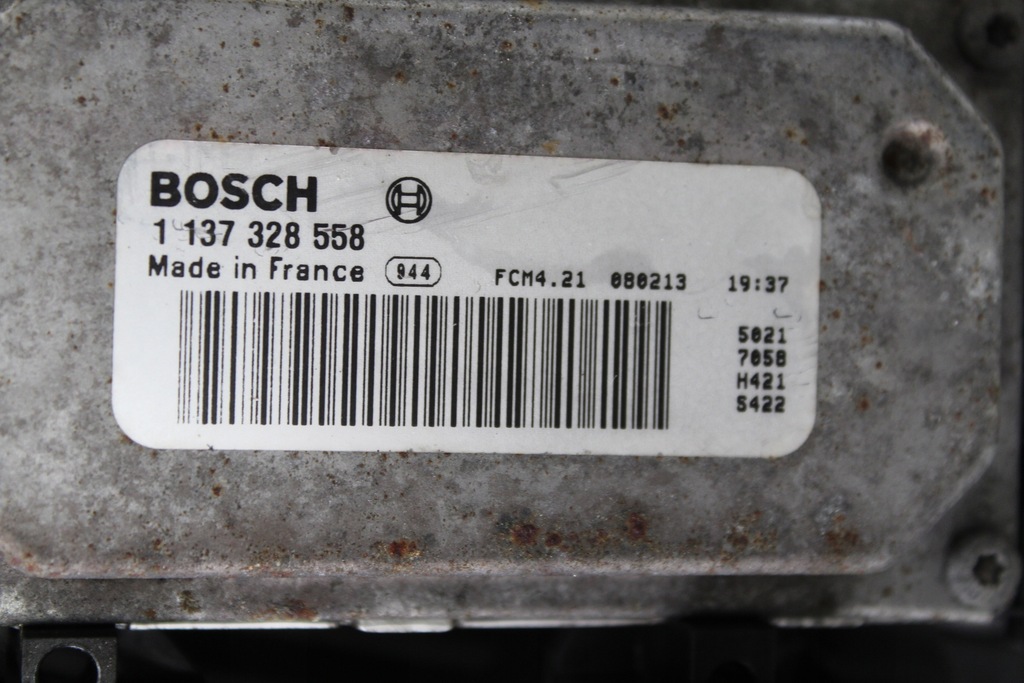 BOSCH
1 137 328 558
Made in France 944 FCM4.21 080213 19:37
5021
7058
H421
S422